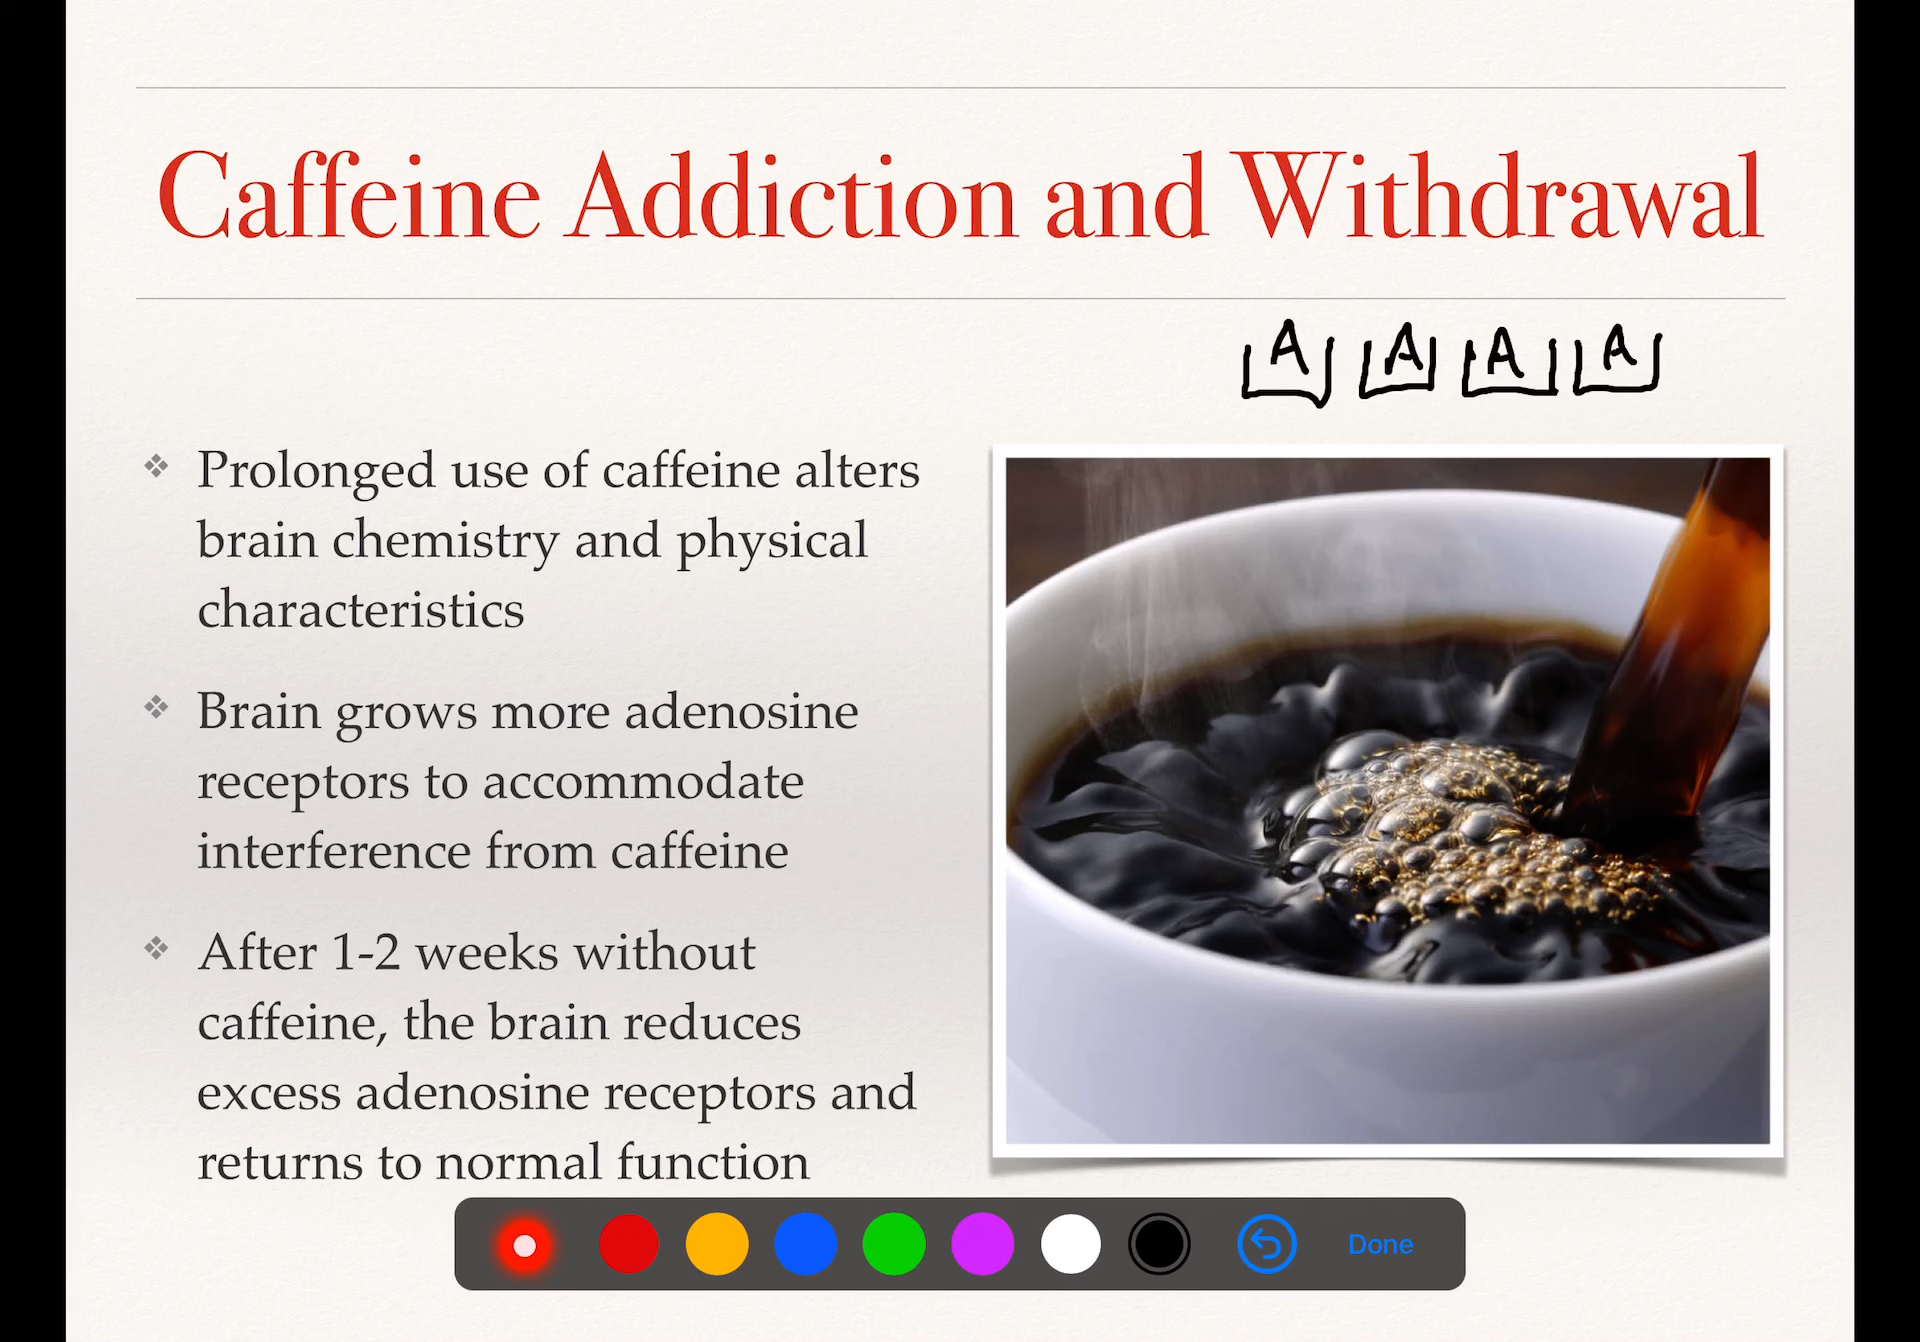 Caffeine Addiction and Withdrawal
A A A A
❖ Prolonged use of caffeine alters
brain chemistry and physical
characteristics
❖ Brain grows more adenosine
receptors to accommodate
interference from caffeine
❖ After 1-2 weeks without
caffeine, the brain reduces
excess adenosine receptors and
returns to normal function
Done